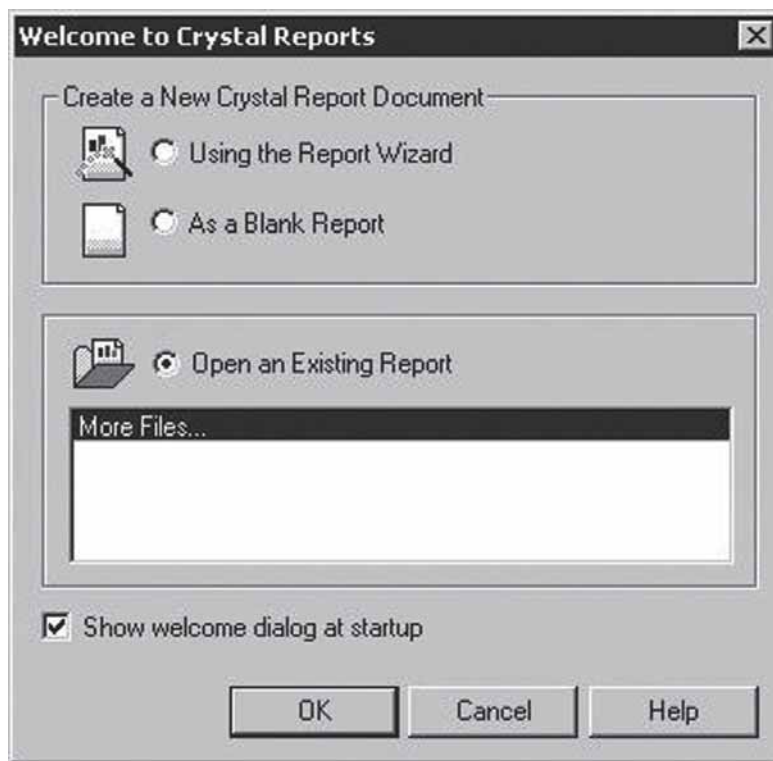 Welcome to Crystal Reports
Create a New Crystal Report Document
Using the Report Wizard
As a Blank Report
Open an Existing Report
More Files...
Show welcome dialog at startup
OK
Cancel
Help